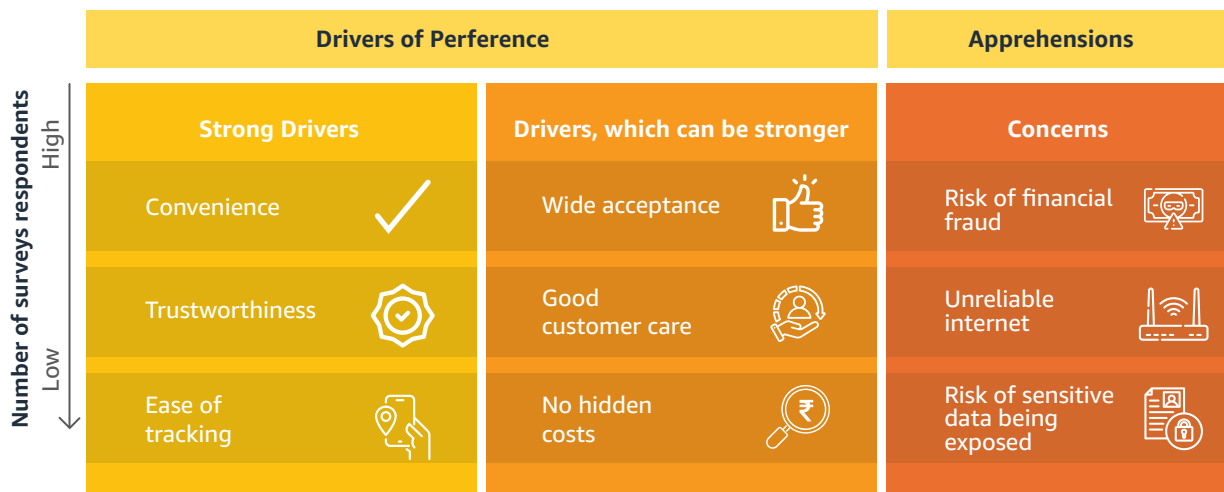 Drivers of Perference
Apprehensions
Number of surveys respondents
High
Low
Strong Drivers
Convenience
Trustworthiness
Ease of
tracking
Drivers, which can be stronger
Wide acceptance
Good
customer care
No hidden
costs
₹
Concerns
Risk of financial
fraud
Unreliable
internet
Risk of sensitive
data being
exposed